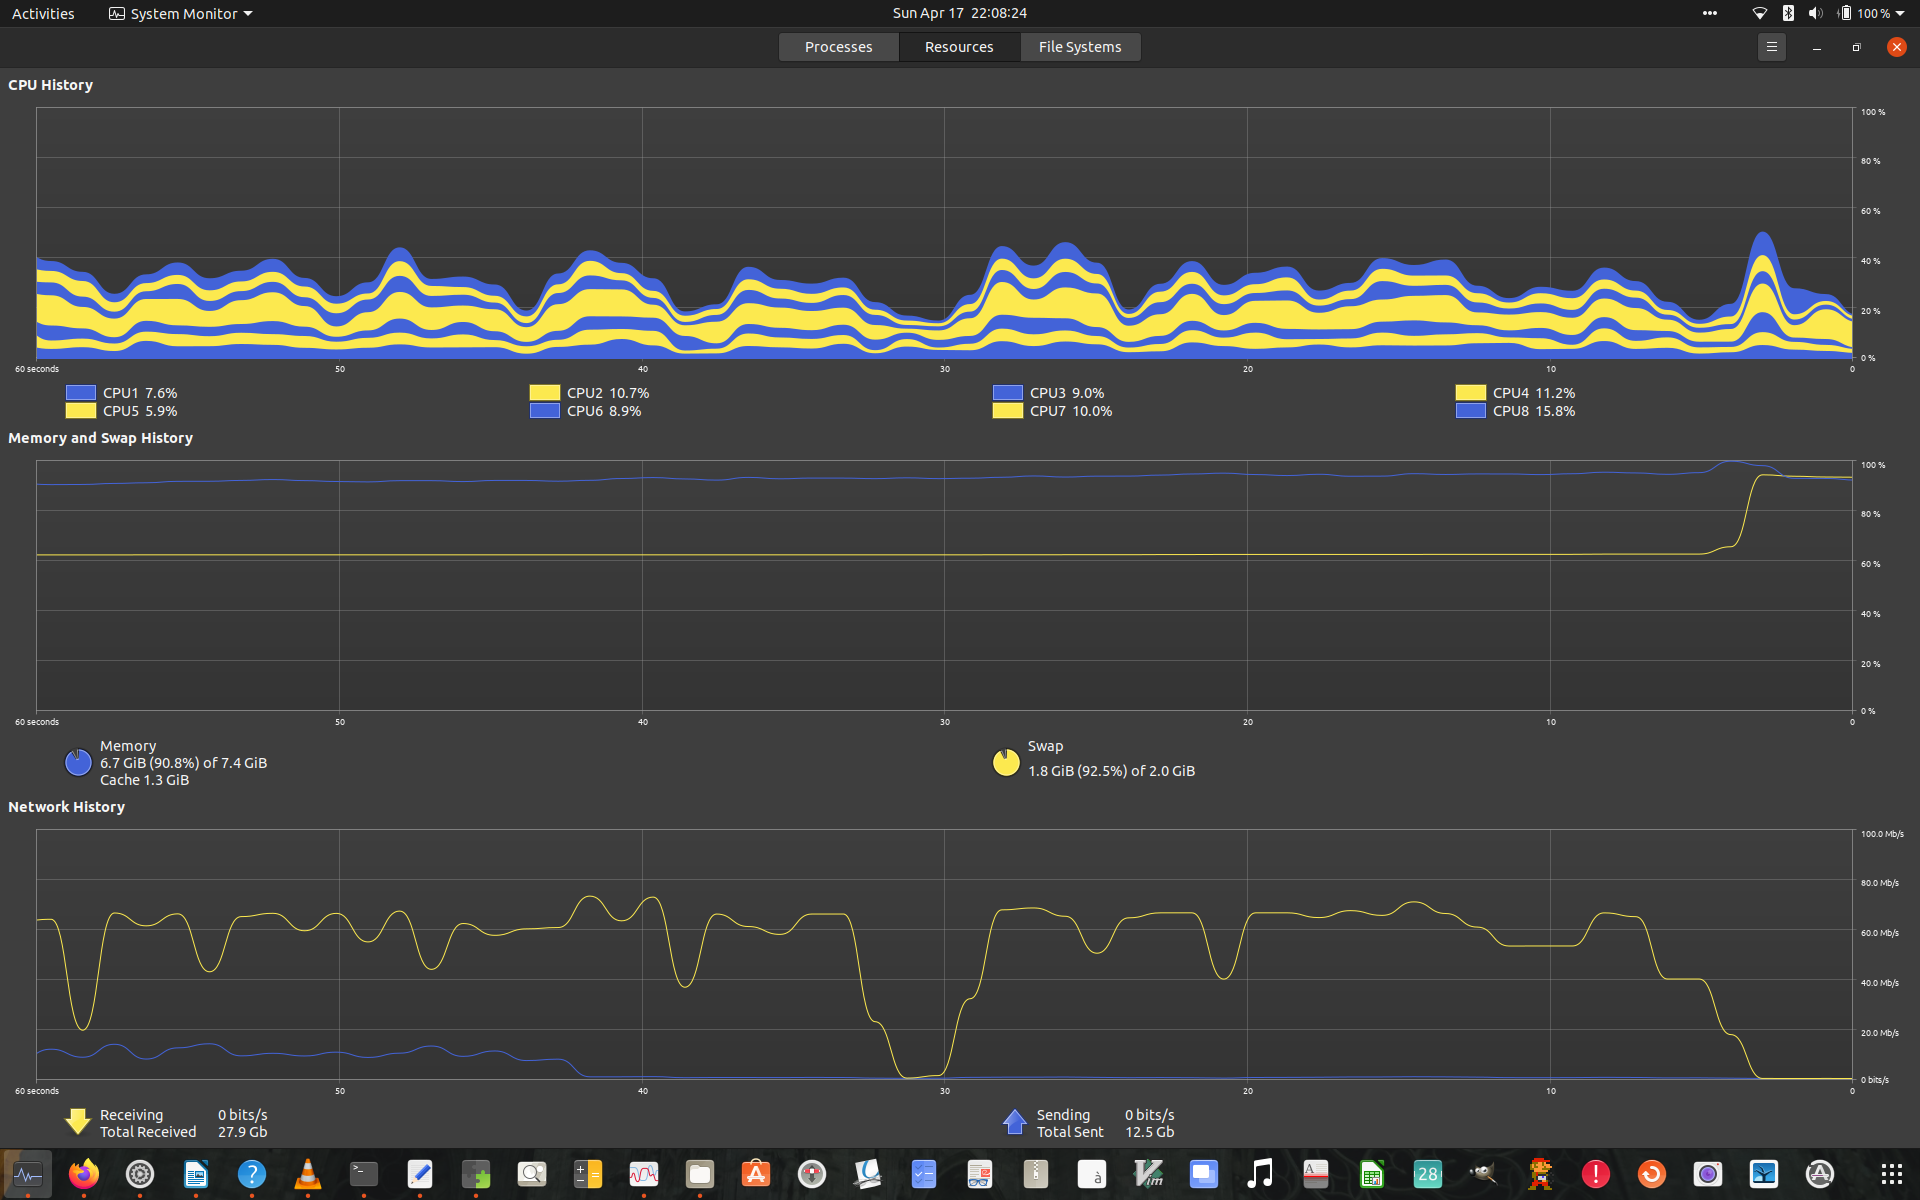 Activities
System Monitor
Sun Apr 17 22:08:24
100 %
Processes
Resources
File Systems
CPU History
100 %
80 %
60 %
40 %
20 %
0 %
60 seconds
50
40
30
20
10
0
CPU1 7.6%
CPU2 10.7%
CPU3 9.0%
CPU4 11.2%
CPU5 5.9%
CPU6 8.9%
CPU7 10.0%
CPU8 15.8%
Memory and Swap History
100 %
80 %
60 %
40 %
20 %
0 %
60 seconds
50
40
30
20
10
0
Memory
6.7 GiB (90.8%) of 7.4 GiB
Cache 1.3 GiB
Swap
1.8 GiB (92.5%) of 2.0 GiB
Network History
100.0 Mb/s
80.0 Mb/s
60.0 Mb/s
40.0 Mb/s
20.0 Mb/s
0 bits/s
60 seconds
50
40
30
20
10
0
Receiving 0 bits/s
Total Received 27.9 Gb
Sending 0 bits/s
Total Sent 12.5 Gb
>_
?
A
à
Vim
A
28
!